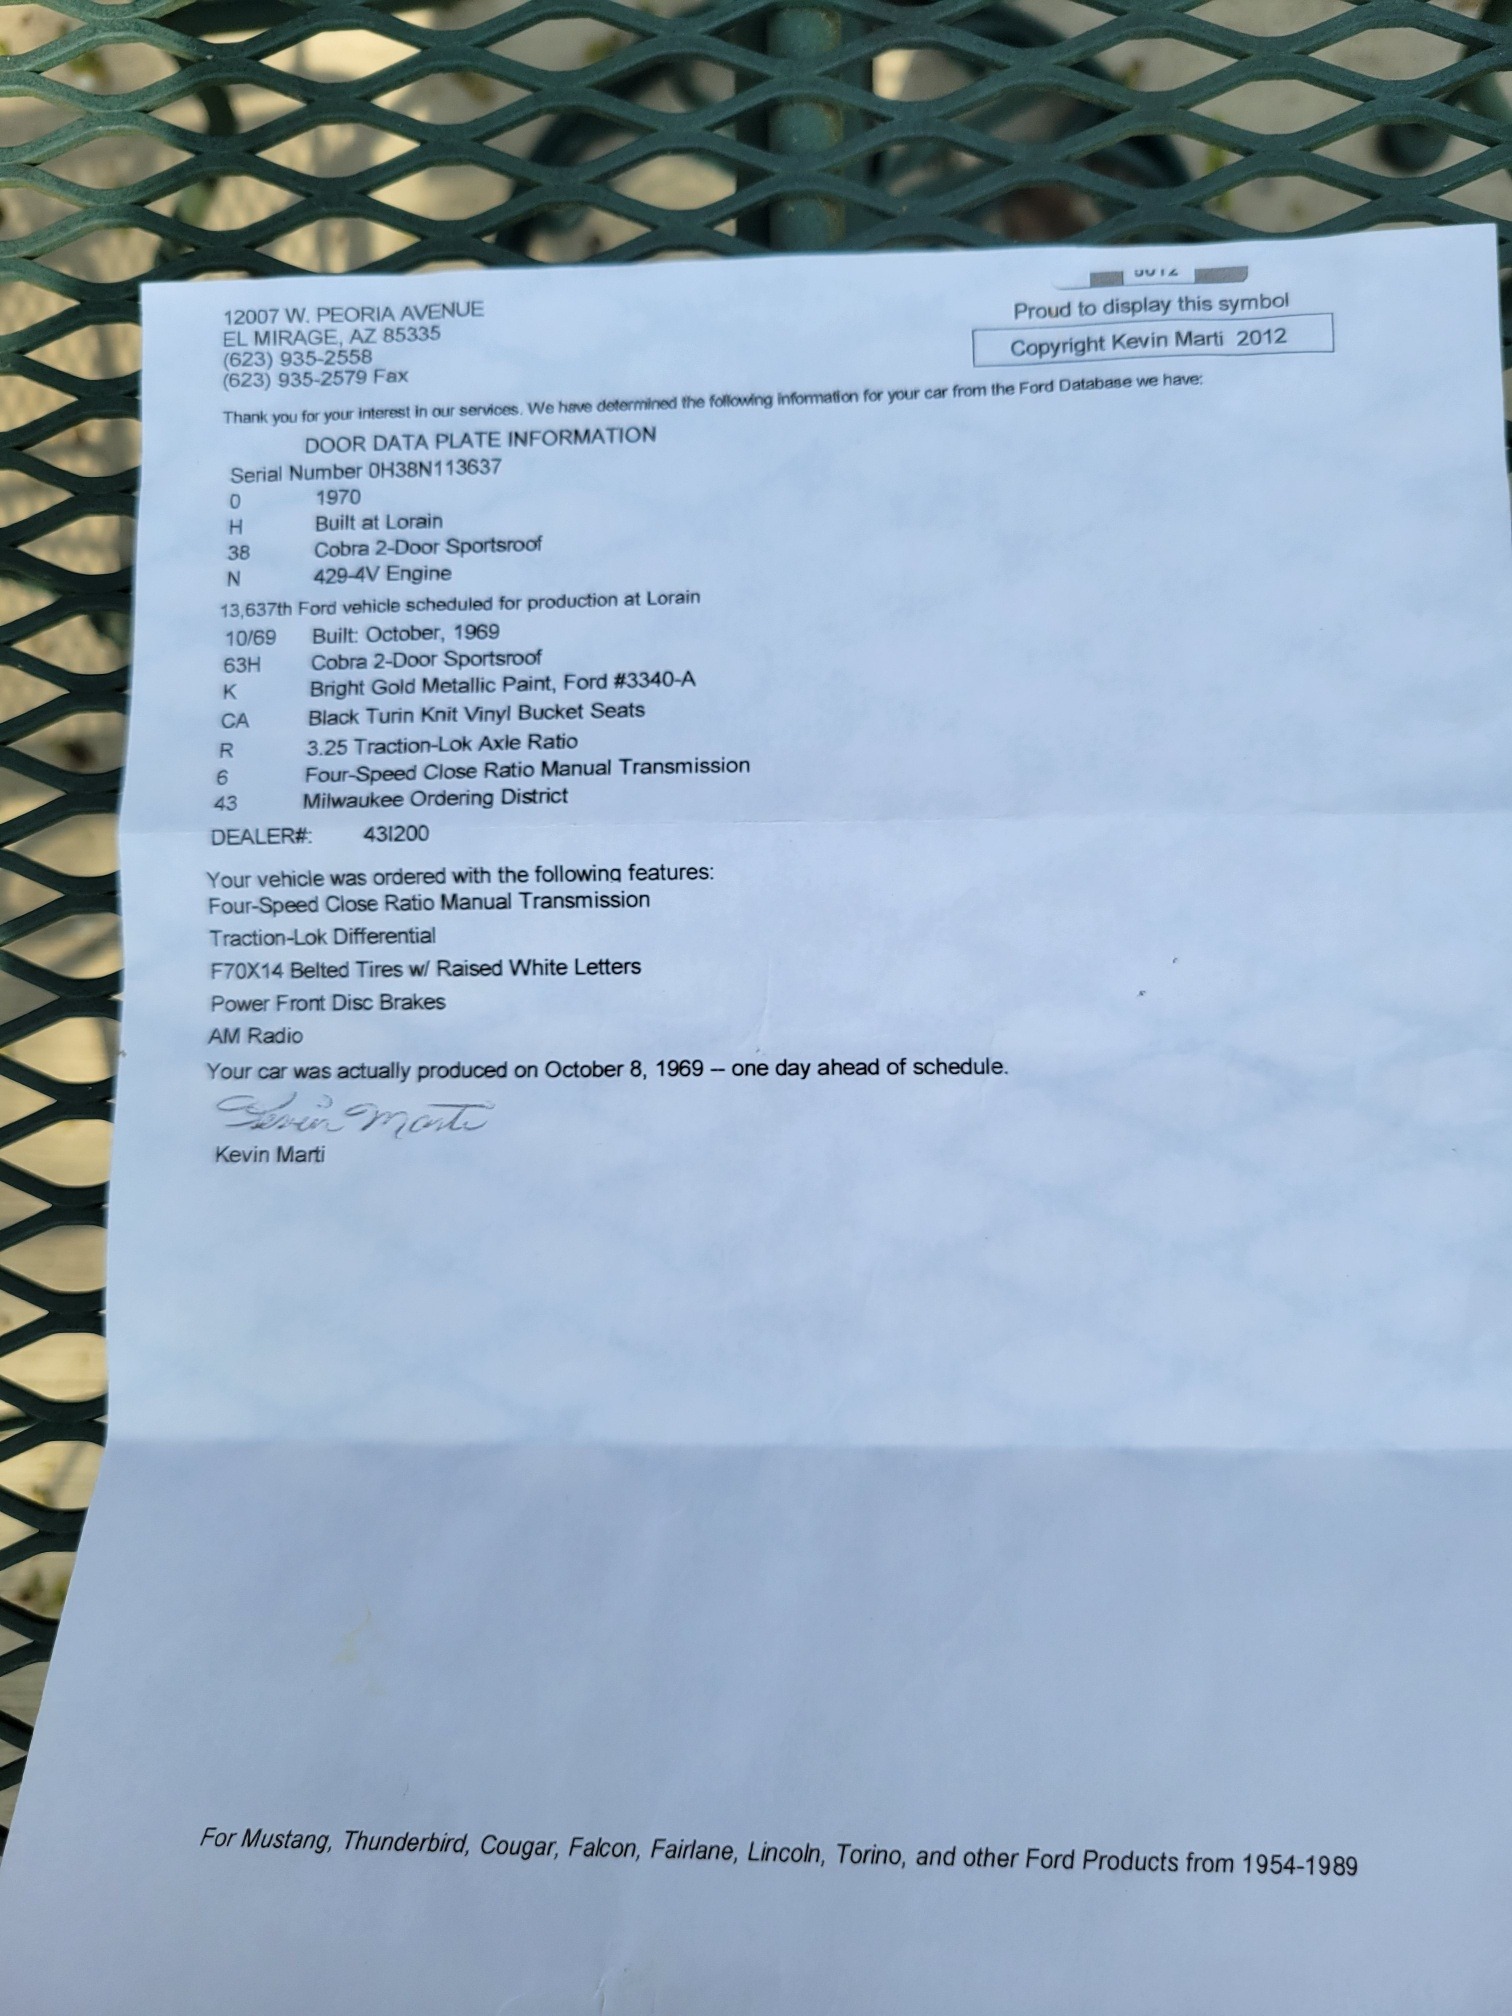 12007 W. PEORIA AVENUE
EL MIRAGE, AZ 85335
(623) 935-2558
(623) 935-2579 Fax
Proud to display this symbol
Copyright Kevin Marti 2012
Thank you for your interest in our services. We have determined the following information for your car from the Ford Database we have:
DOOR DATA PLATE INFORMATION
Serial Number 0H38N113637
0 1970
H Built at Lorain
38 Cobra 2-Door Sportsroof
N 429-4V Engine
13,637th Ford vehicle scheduled for production at Lorain
10/69 Built: October, 1969
63H Cobra 2-Door Sportsroof
K Bright Gold Metallic Paint, Ford #3340-A
CA Black Turin Knit Vinyl Bucket Seats
R 3.25 Traction-Lok Axle Ratio
6 Four-Speed Close Ratio Manual Transmission
43 Milwaukee Ordering District
DEALER#: 43I200
Your vehicle was ordered with the following features:
Four-Speed Close Ratio Manual Transmission
Traction-Lok Differential
F70X14 Belted Tires w/ Raised White Letters
Power Front Disc Brakes
AM Radio
Your car was actually produced on October 8, 1969 -- one day ahead of schedule.
Kevin Marti
Kevin Marti
For Mustang, Thunderbird, Cougar, Falcon, Fairlane, Lincoln, Torino, and other Ford Products from 1954-1989